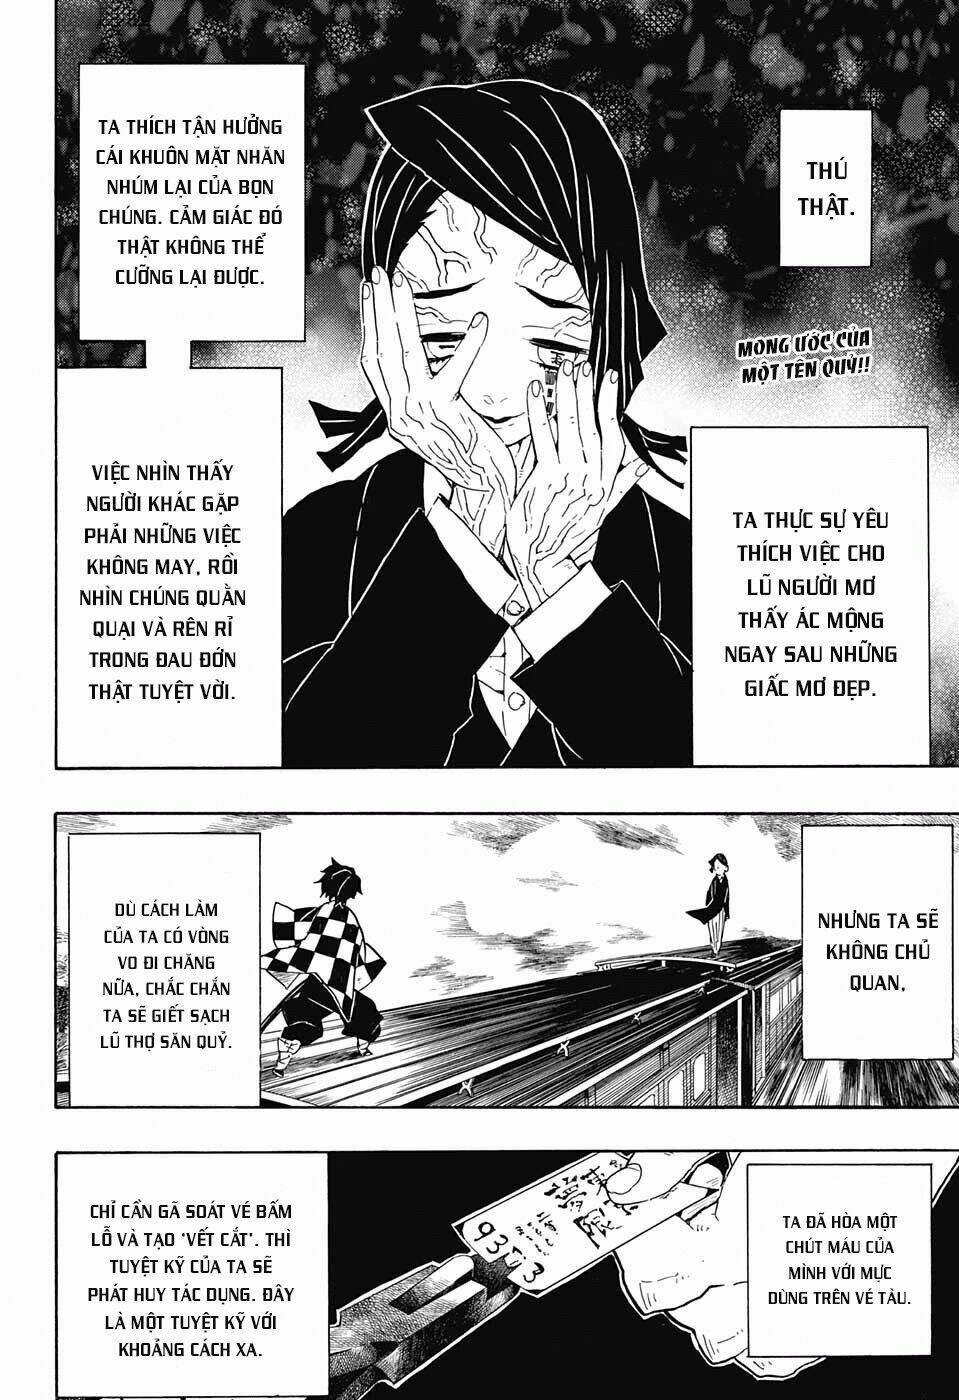 THÚ
THẬT.
MONG ƯỚC CỦA
MỘT TÊN QUỶ!!
TA THỰC SỰ YÊU
THÍCH VIỆC CHO
LŨ NGƯỜI MƠ
THẤY ÁC MỘNG
NGAY SAU NHỮNG
GIẤC MƠ ĐẸP.
TA THÍCH TẬN HƯỞNG
CÁI KHUÔN MẶT NHĂN
NHÚM LẠI CỦA BỌN
CHÚNG. CẢM GIÁC ĐÓ
THẬT KHÔNG THỂ
CƯỠNG LẠI ĐƯỢC.
VIỆC NHÌN THẤY
NGƯỜI KHÁC GẶP
PHẢI NHỮNG VIỆC
KHÔNG MAY, RỒI
NHÌN CHÚNG QUẰN
QUẠI VÀ RÊN RỈ
TRONG ĐAU ĐỚN
THẬT TUYỆT VỜI.
NHƯNG TA SẼ
KHÔNG CHỦ
QUAN,
DÙ CÁCH LÀM
CỦA TA CÓ VÒNG
VO ĐI CHĂNG
NỮA, CHẮC CHẮN
TA SẼ GIẾT SẠCH
LŨ THỢ SĂN QUỶ.
TA ĐÃ HÒA MỘT
CHÚT MÁU CỦA
MÌNH VỚI MỰC
DÙNG TRÊN VÉ TÀU.
CHỈ CẦN GÃ SOÁT VÉ BẤM
LỖ VÀ TẠO ‘VẾT CẮT’. THÌ
TUYỆT KỸ CỦA TA SẼ
PHÁT HUY TÁC DỤNG. ĐÂY
LÀ MỘT TUYỆT KỸ VỚI
KHOẢNG CÁCH XA.